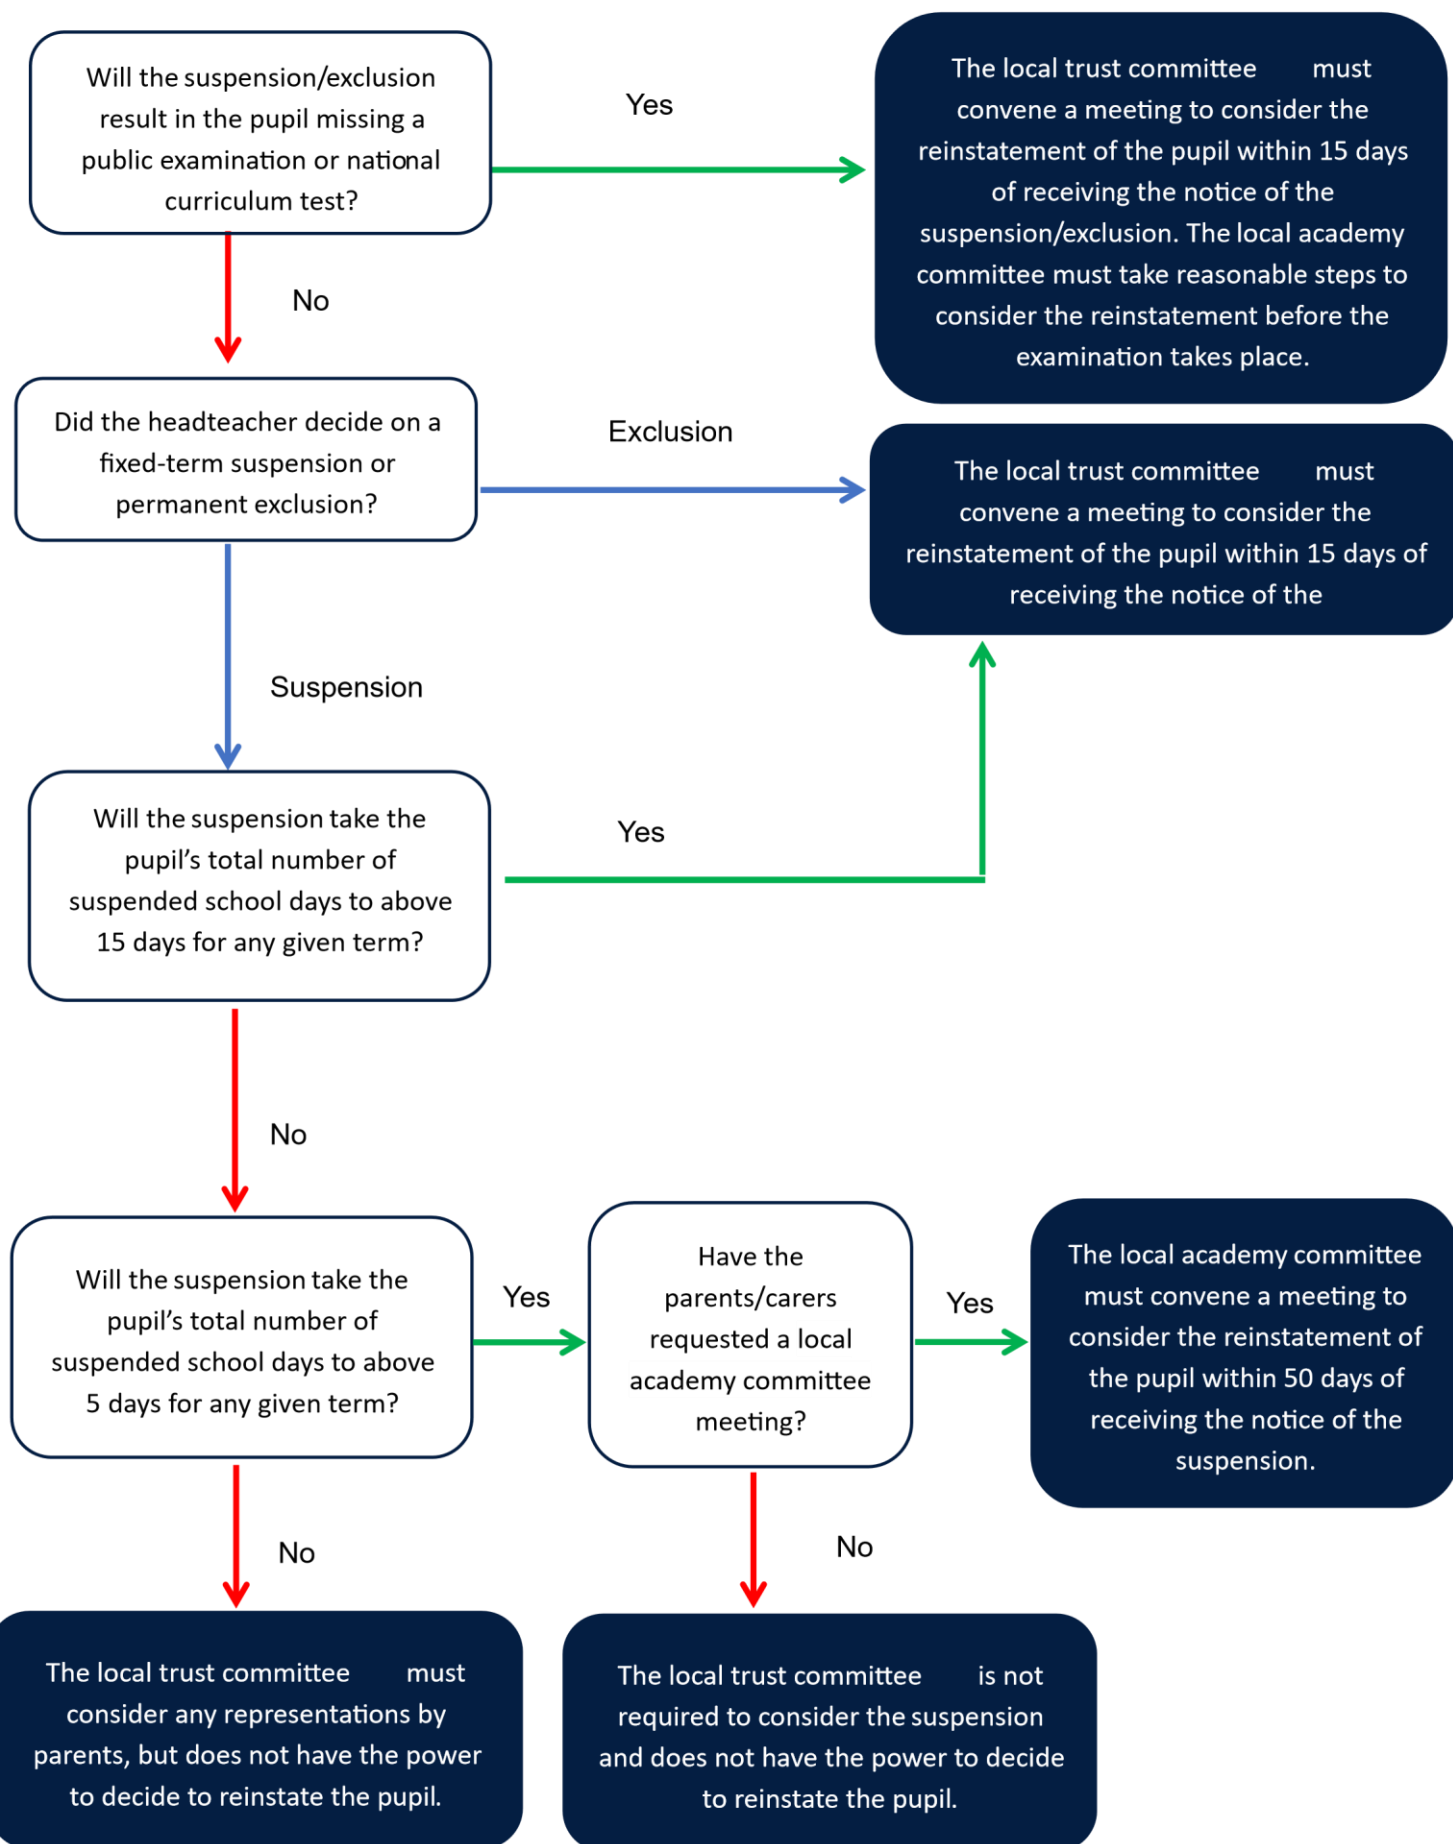 Will the suspension/exclusion
result in the pupil missing a
public examination or national
curriculum test?
Yes
The local trust committee must
convene a meeting to consider the
reinstatement of the pupil within 15 days
of receiving the notice of the
suspension/exclusion. The local academy
committee must take reasonable steps to
consider the reinstatement before the
examination takes place.
No
Did the headteacher decide on a
fixed-term suspension or
permanent exclusion?
Exclusion
The local trust committee must
convene a meeting to consider the
reinstatement of the pupil within 15 days of
receiving the notice of the
Suspension
Will the suspension take the
pupil’s total number of
suspended school days to above
15 days for any given term?
Yes
No
Will the suspension take the
pupil’s total number of
suspended school days to above
5 days for any given term?
Yes
Have the
parents/carers
requested a local
academy committee
meeting?
Yes
The local academy committee
must convene a meeting to
consider the reinstatement of
the pupil within 50 days of
receiving the notice of the
suspension.
No
No
The local trust committee must
consider any representations by
parents, but does not have the power
to decide to reinstate the pupil.
The local trust committee is not
required to consider the suspension
and does not have the power to decide
to reinstate the pupil.